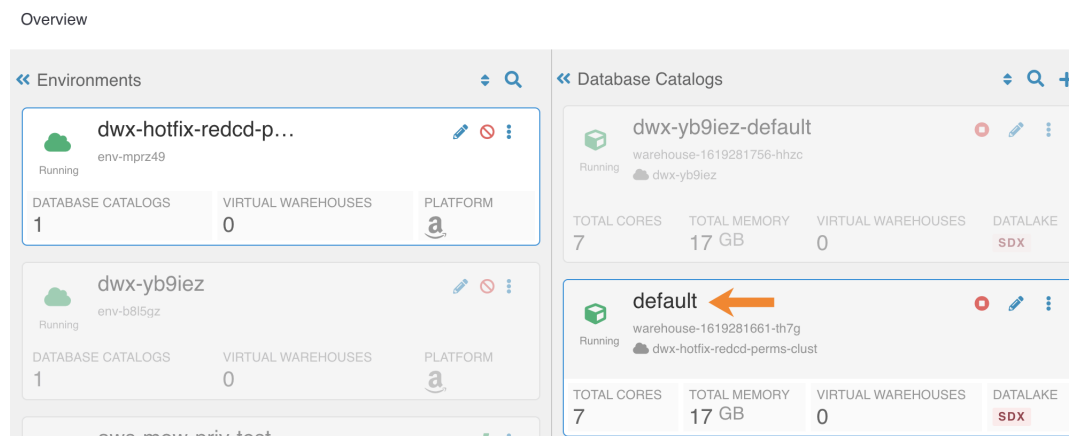 Overview
Environments
dwx-hotfix-redcd-p...
env-mprz49
Running
DATABASE CATALOGS VIRTUAL WAREHOUSES PLATFORM
1 0 a
dwx-yb9iez
env-b8l5gz
Running
DATABASE CATALOGS VIRTUAL WAREHOUSES PLATFORM
1 0 a
Database Catalogs
dwx-yb9iez-default
warehouse-1619281756-hhzc
Running
dwx-yb9iez
TOTAL CORES TOTAL MEMORY VIRTUAL WAREHOUSES DATALAKE
7 17 GB 0 SDX
default
warehouse-1619281661-th7g
Running
dwx-hotfix-redcd-perms-clust
TOTAL CORES TOTAL MEMORY VIRTUAL WAREHOUSES DATALAKE
7 17 GB 0 SDX